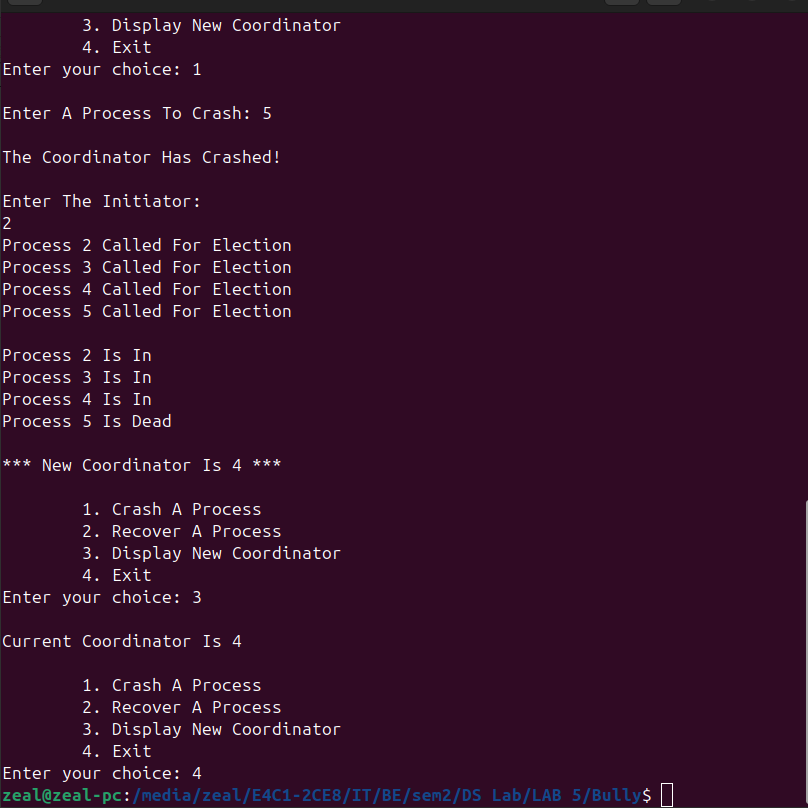 3. Display New Coordinator
4. Exit
Enter your choice: 1
Enter A Process To Crash: 5
The Coordinator Has Crashed!
Enter The Initiator:
2
Process 2 Called For Election
Process 3 Called For Election
Process 4 Called For Election
Process 5 Called For Election
Process 2 Is In
Process 3 Is In
Process 4 Is In
Process 5 Is Dead
*** New Coordinator Is 4 ***
1. Crash A Process
2. Recover A Process
3. Display New Coordinator
4. Exit
Enter your choice: 3
Current Coordinator Is 4
1. Crash A Process
2. Recover A Process
3. Display New Coordinator
4. Exit
Enter your choice: 4
zeal@zeal-pc:/media/zeal/E4C1-2CE8/IT/BE/sem2/DS Lab/LAB 5/Bully$